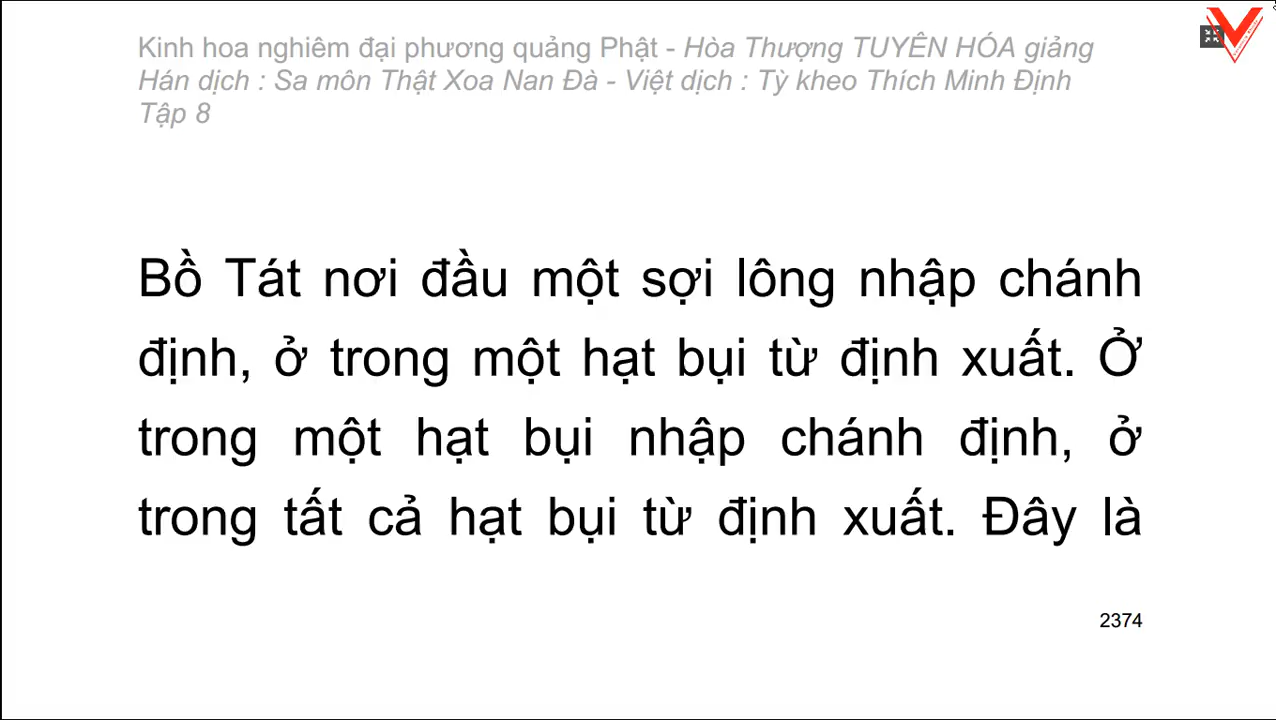 Kinh hoa nghiêm đại phương quảng Phật - Hòa Thượng TUYÊN HÓA giảng
Hán dịch : Sa môn Thật Xoa Nan Đà - Việt dịch : Tỳ kheo Thích Minh Định
Tập 8
Bồ Tát nơi đầu một sợi lông nhập chánh
định, ở trong một hạt bụi từ định xuất. Ở
trong một hạt bụi nhập chánh định, ở
trong tất cả hạt bụi từ định xuất. Đây là
2374